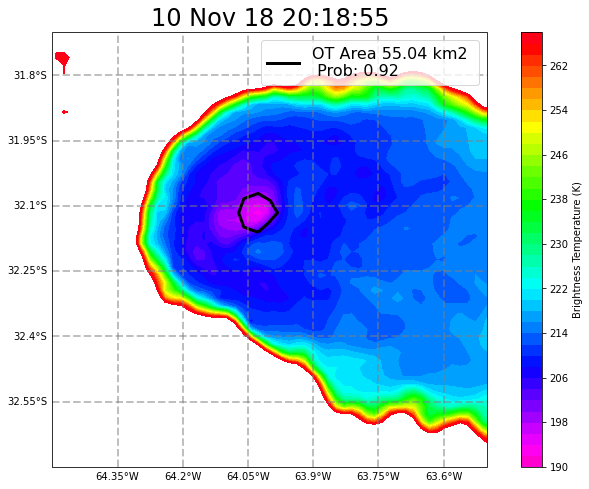 10 Nov 18 20:18:55
OT Area 55.04 km2
Prob: 0.92
31.8°S
31.95°S
32.1°S
32.25°S
32.4°S
32.55°S
64.35°W
64.2°W
64.05°W
63.9°W
63.75°W
63.6°W
262
254
246
238
230
222
214
206
198
190
Brightness Temperature (K)